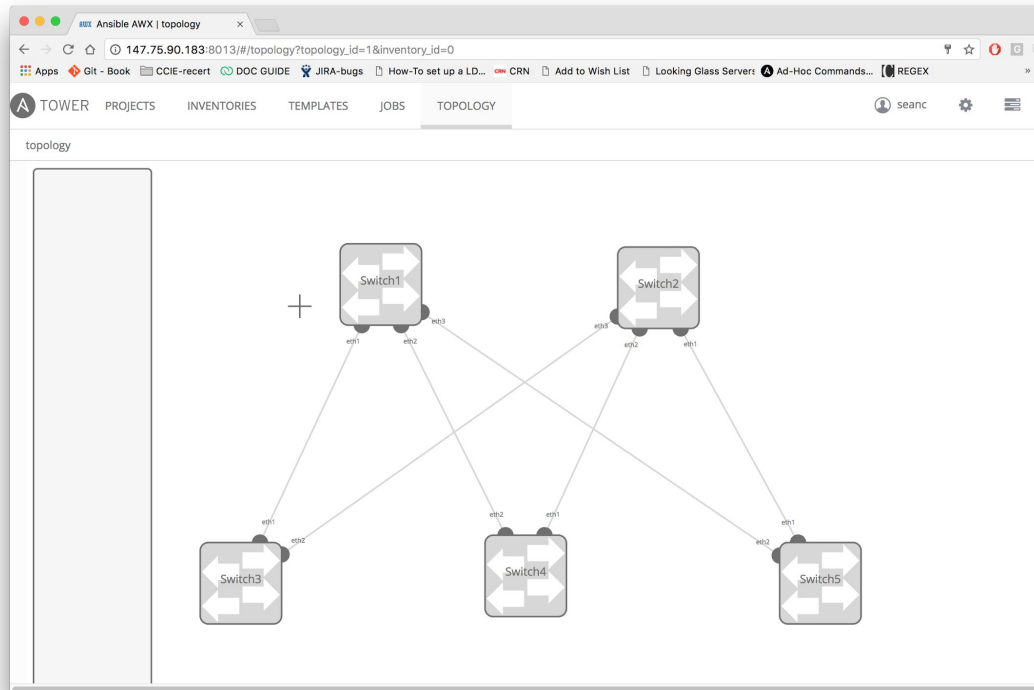 AWX Ansible AWX | topology ×
147.75.90.183:8013/#/topology?topology_id=1&inventory_id=0
Apps Git - Book CCIE-recert DOC GUIDE JIRA-bugs How-To set up a LD... CRN CRN Add to Wish List Looking Glass Servers A Ad-Hoc Commands... REGEX »
A TOWER PROJECTS INVENTORIES TEMPLATES JOBS TOPOLOGY seanc
topology
Switch1 Switch2
eth3 eth3
eth1 eth2 eth2 eth1
eth2 eth1
eth1 eth1
eth2 eth2
Switch3 Switch4 Switch5